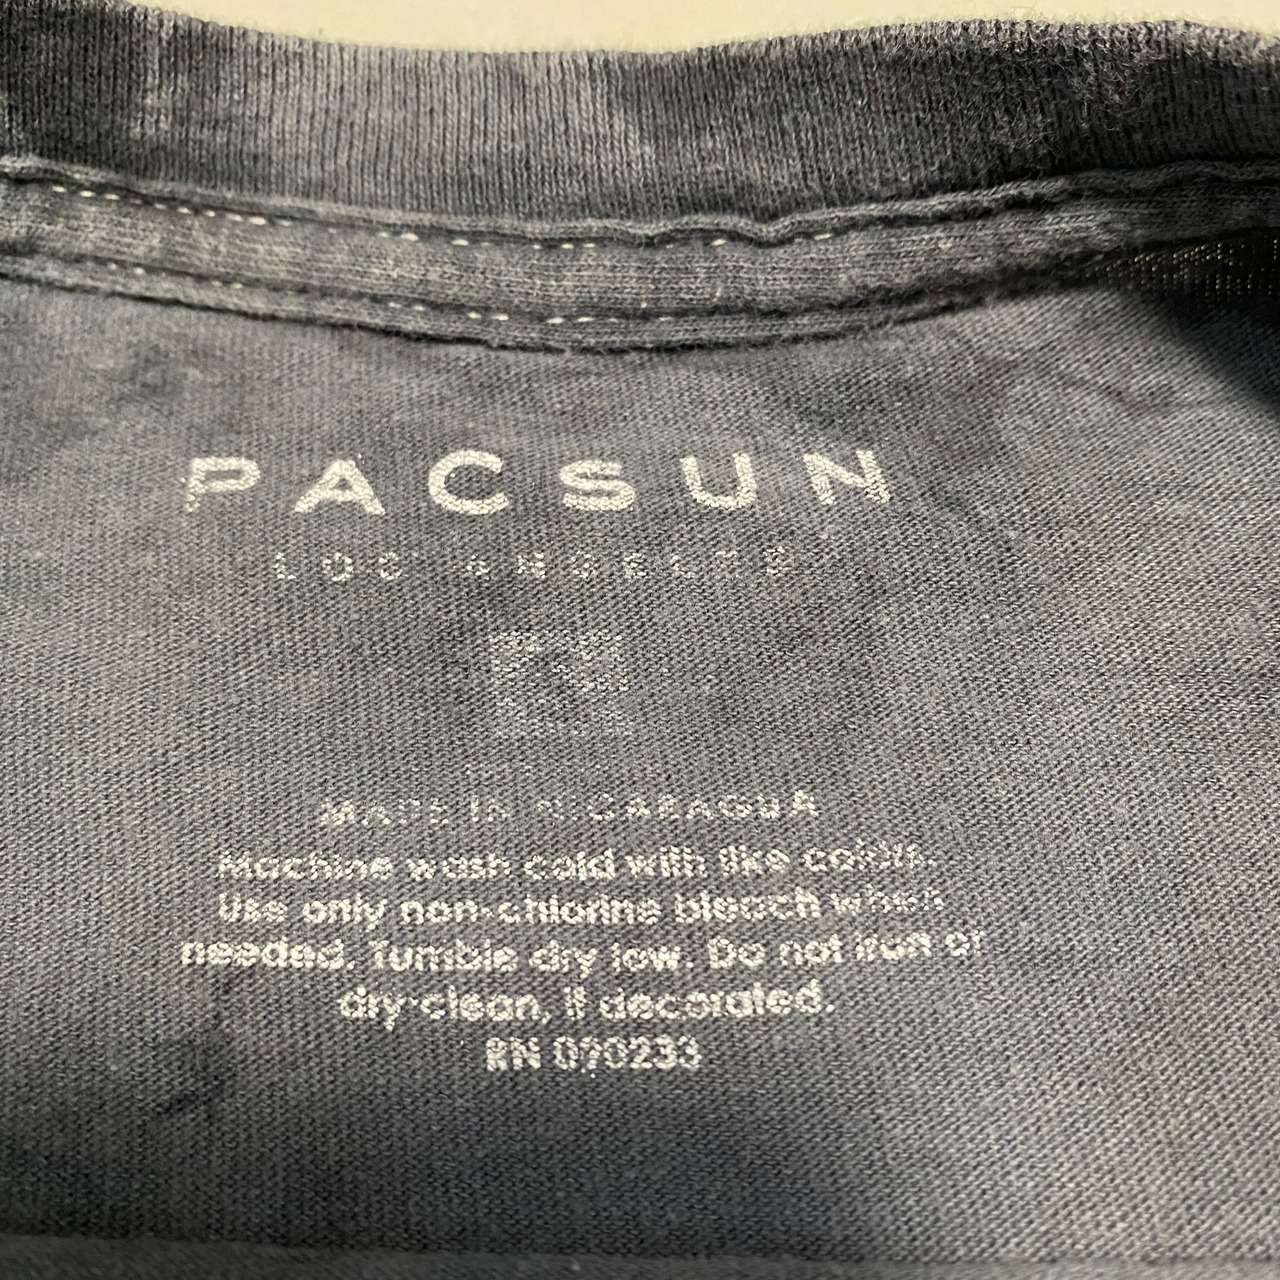 PACSUN
LOS ANGELES
MADE IN NICARAGUA
Machine wash cold with like colors.
Use only non-chlorine bleach when
needed. Tumble dry low. Do not iron or
dry-clean, if decorated.
RN 090233